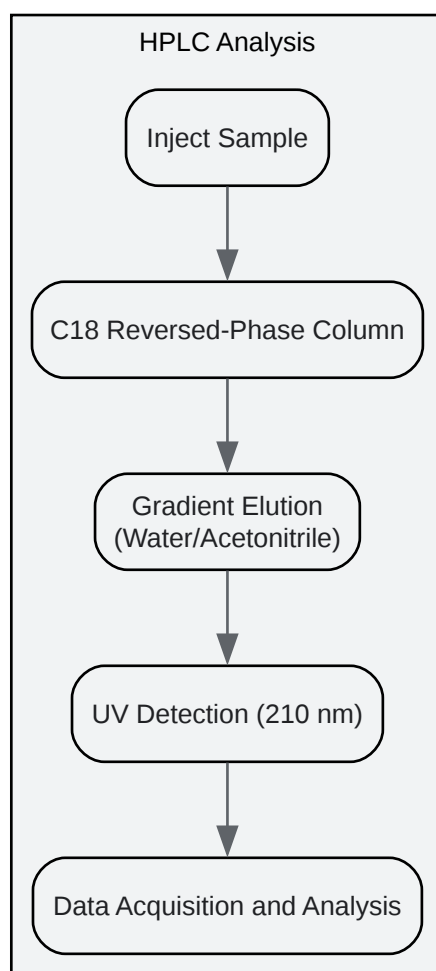 HPLC Analysis
Inject Sample
C18 Reversed-Phase Column
Gradient Elution
(Water/Acetonitrile)
UV Detection (210 nm)
Data Acquisition and Analysis